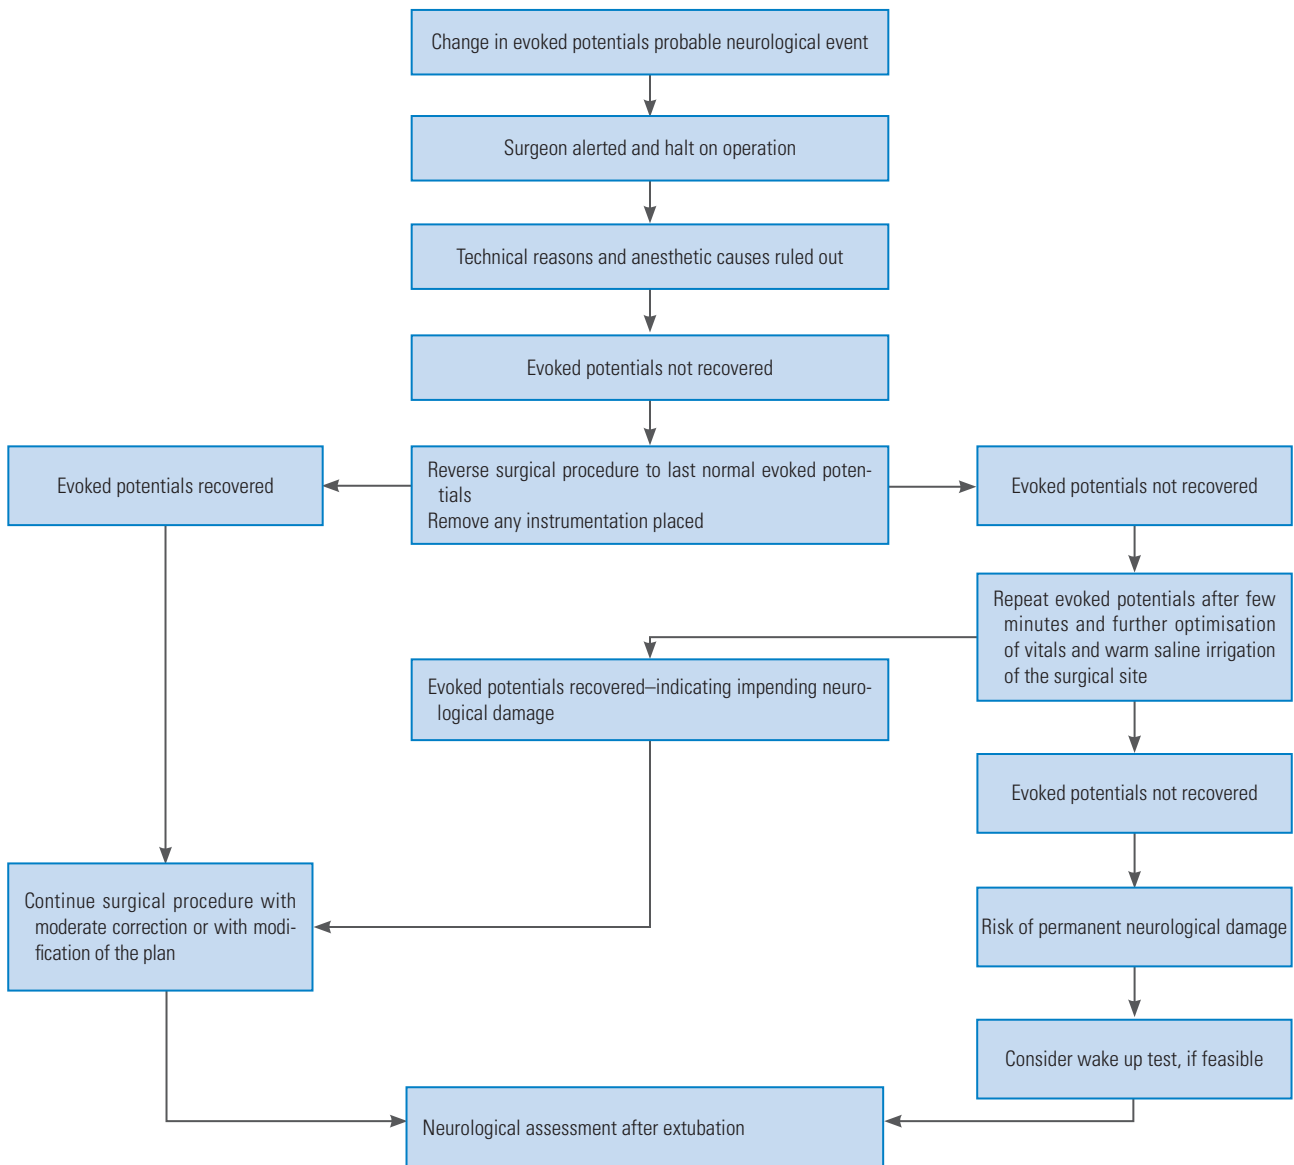 Change in evoked potentials probable neurological event
Surgeon alerted and halt on operation
Technical reasons and anesthetic causes ruled out
Evoked potentials not recovered
Evoked potentials recovered
Reverse surgical procedure to last normal evoked poten-
tials
Remove any instrumentation placed
Evoked potentials not recovered
Repeat evoked potentials after few
minutes and further optimisation
of vitals and warm saline irrigation
of the surgical site
Evoked potentials recovered–indicating impending neuro-
logical damage
Evoked potentials not recovered
Continue surgical procedure with
moderate correction or with modi-
fication of the plan
Risk of permanent neurological damage
Consider wake up test, if feasible
Neurological assessment after extubation